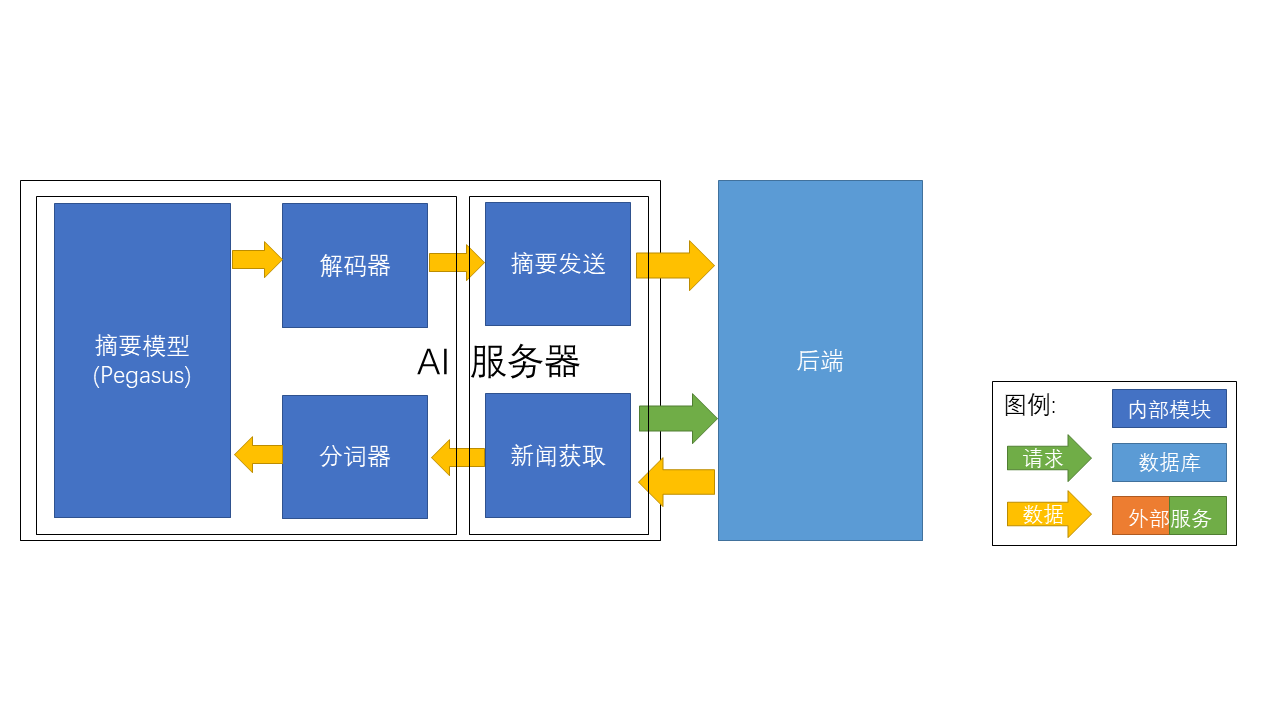 解码器
摘要发送
摘要模型
(Pegasus)
AI 服务器
后端
分词器
新闻获取
图例:
内部模块
请求
数据库
数据
外部服务